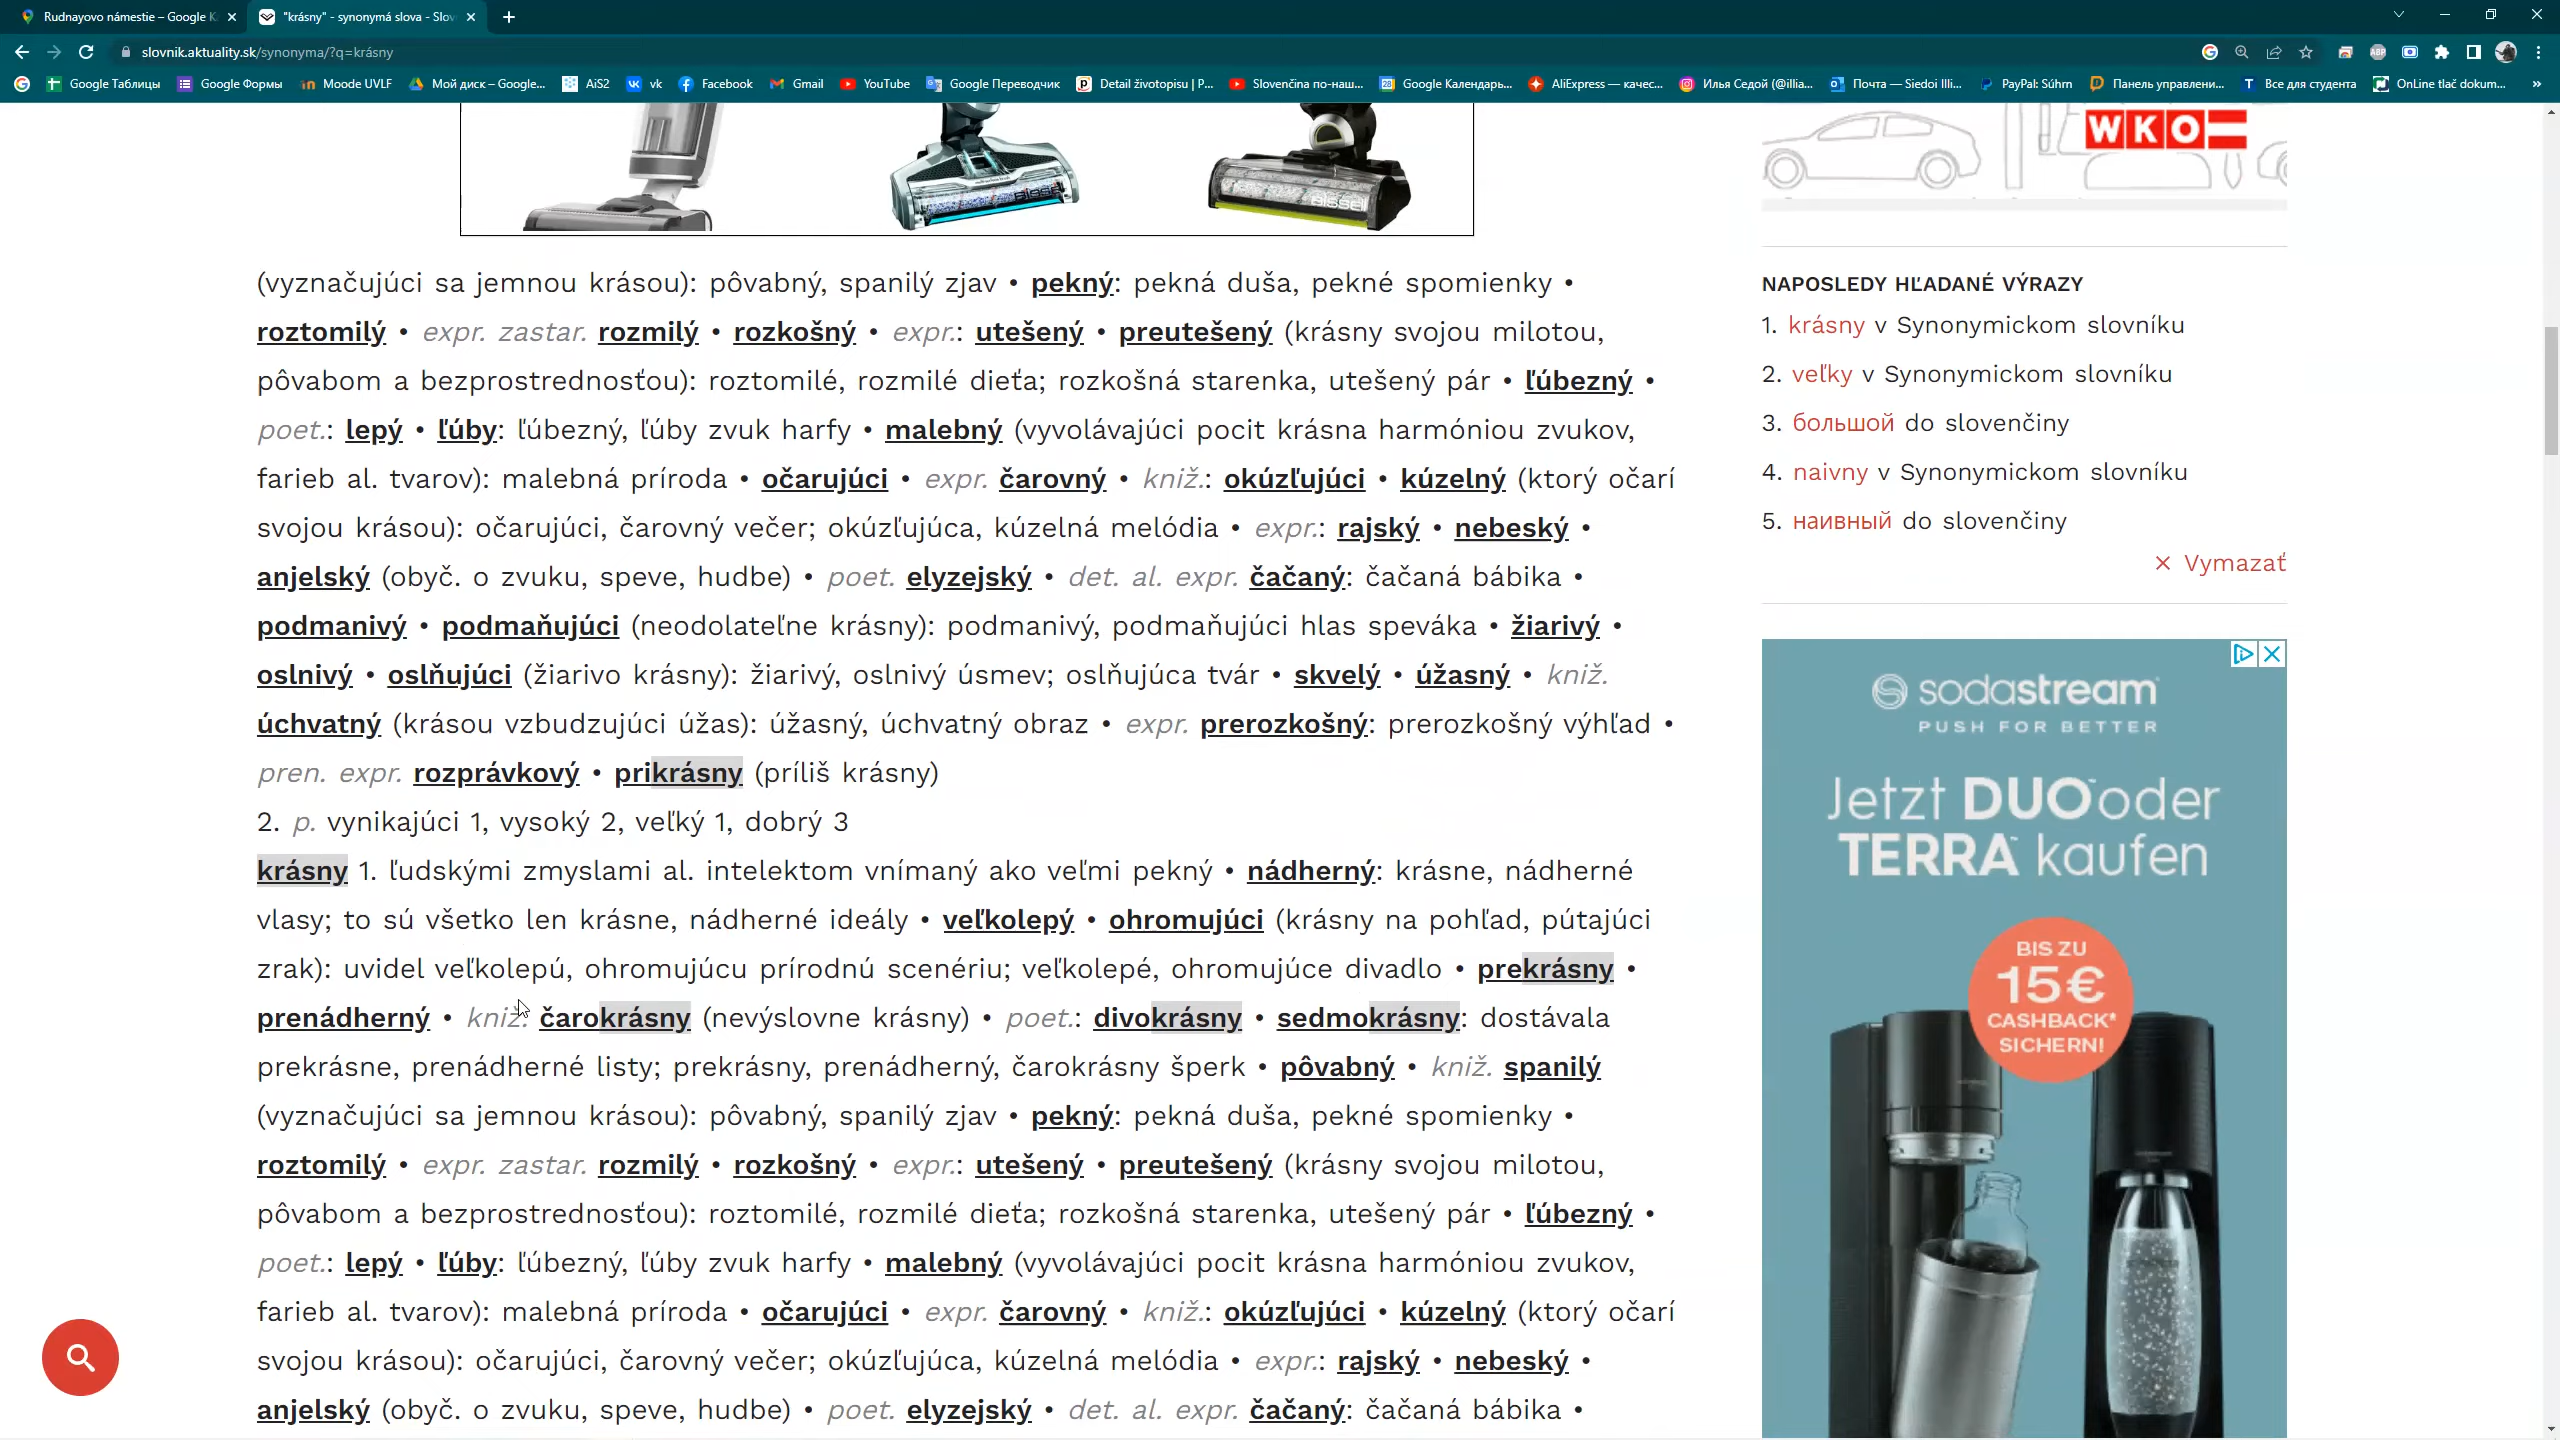 Rudnayovo námestie – Google K
"krásny" - synonymá slova - Slov
slovnik.aktuality.sk/synonyma/?q=krásny
Google Таблицы
Google Формы
Moode UVLF
Мой диск – Google...
AiS2
vk
Facebook
Gmail
YouTube
Google Переводчик
Detail životopisu | P...
Slovenčina po-наш...
Google Календарь...
AliExpress — качес...
Илья Седой (@illia...
Почта — Siedoi Illi...
PayPal: Súhrn
Панель управлени...
Все для студента
OnLine tlač dokum...
BISSELL
WKO
(vyznačujúci sa jemnou krásou): pôvabný, spanilý zjav • pekný: pekná duša, pekné spomienky •
roztomilý • expr. zastar. rozmilý • rozkošný • expr.: utešený • preutešený (krásny svojou milotou,
pôvabom a bezprostrednosťou): roztomilé, rozmilé dieťa; rozkošná starenka, utešený pár • ľúbezný •
poet.: lepý • ľúby: ľúbezný, ľúby zvuk harfy • malebný (vyvolávajúci pocit krásna harmóniou zvukov,
farieb al. tvarov): malebná príroda • očarujúci • expr. čarovný • kniž.: okúzľujúci • kúzelný (ktorý očarí
svojou krásou): očarujúci, čarovný večer; okúzľujúca, kúzelná melódia • expr.: rajský • nebeský •
anjelský (obyč. o zvuku, speve, hudbe) • poet. elyzejský • det. al. expr. čačaný: čačaná bábika •
podmanivý • podmaňujúci (neodolateľne krásny): podmanivý, podmaňujúci hlas speváka • žiarivý •
oslnivý • oslňujúci (žiarivo krásny): žiarivý, oslnivý úsmev; oslňujúca tvár • skvelý • úžasný • kniž.
úchvatný (krásou vzbudzujúci úžas): úžasný, úchvatný obraz • expr. prerozkošný: prerozkošný výhľad •
pren. expr. rozprávkový • prikrásny (príliš krásny)
2. p. vynikajúci 1, vysoký 2, veľký 1, dobrý 3
krásny 1. ľudskými zmyslami al. intelektom vnímaný ako veľmi pekný • nádherný: krásne, nádherné
vlasy; to sú všetko len krásne, nádherné ideály • veľkolepý • ohromujúci (krásny na pohľad, pútajúci
zrak): uvidel veľkolepú, ohromujúcu prírodnú scenériu; veľkolepé, ohromujúce divadlo • prekrásny •
prenádherný • kniž. čarokrásny (nevýslovne krásny) • poet.: divokrásny • sedmokrásny: dostávala
prekrásne, prenádherné listy; prekrásny, prenádherný, čarokrásny šperk • pôvabný • kniž. spanilý
(vyznačujúci sa jemnou krásou): pôvabný, spanilý zjav • pekný: pekná duša, pekné spomienky •
roztomilý • expr. zastar. rozmilý • rozkošný • expr.: utešený • preutešený (krásny svojou milotou,
pôvabom a bezprostrednosťou): roztomilé, rozmilé dieťa; rozkošná starenka, utešený pár • ľúbezný •
poet.: lepý • ľúby: ľúbezný, ľúby zvuk harfy • malebný (vyvolávajúci pocit krásna harmóniou zvukov,
farieb al. tvarov): malebná príroda • očarujúci • expr. čarovný • kniž.: okúzľujúci • kúzelný (ktorý očarí
svojou krásou): očarujúci, čarovný večer; okúzľujúca, kúzelná melódia • expr.: rajský • nebeský •
anjelský (obyč. o zvuku, speve, hudbe) • poet. elyzejský • det. al. expr. čačaný: čačaná bábika •
NAPOSLEDY HĽADANÉ VÝRAZY
1. krásny v Synonymickom slovníku
2. veľky v Synonymickom slovníku
3. большой do slovenčiny
4. naivny v Synonymickom slovníku
5. наивный do slovenčiny
Vymazať
sodastream
PUSH FOR BETTER
Jetzt DUO™ oder
TERRA™ kaufen
BIS ZU
15€
CASHBACK*
SICHERN!